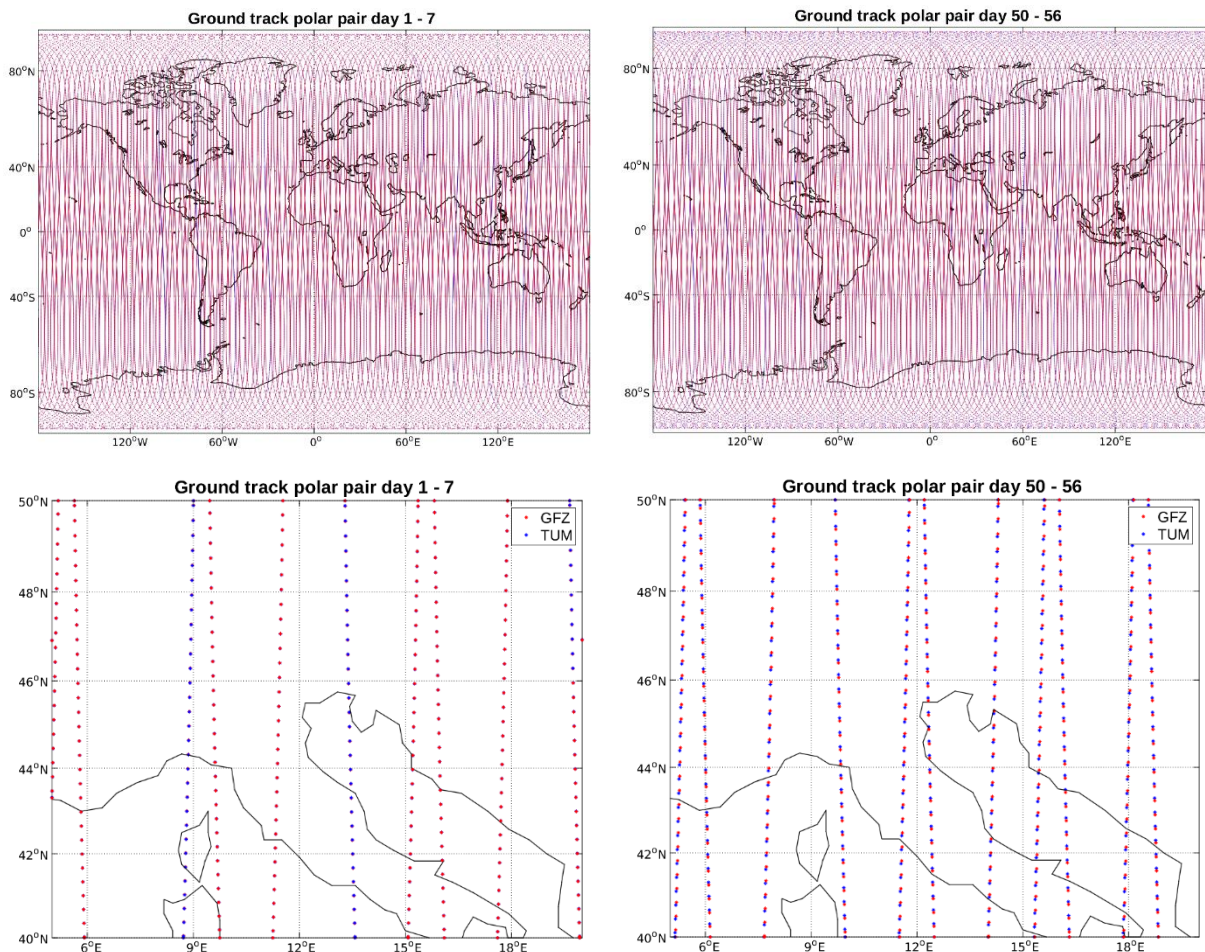 Ground track polar pair day 1 - 7
80°N
40°N
0°
40°S
80°S
120°W 60°W 0° 60°E 120°E
Ground track polar pair day 50 - 56
80°N
40°N
0°
40°S
80°S
120°W 60°W 0° 60°E 120°E
Ground track polar pair day 1 - 7
50°N
GFZ
TUM
48°N
46°N
44°N
42°N
40°N
6°E 9°E 12°E 15°E 18°E
Ground track polar pair day 50 - 56
50°N
GFZ
TUM
48°N
46°N
44°N
42°N
40°N
6°E 9°E 12°E 15°E 18°E